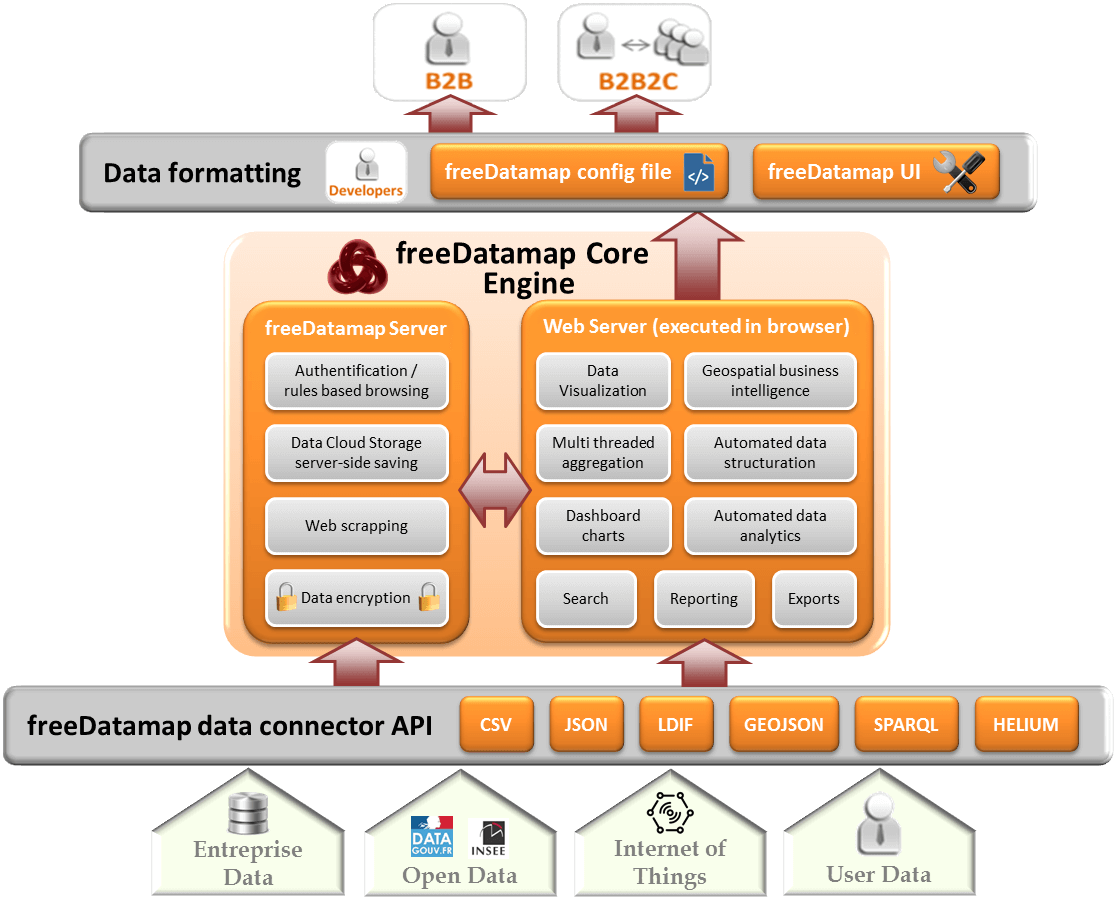 B2B
B2B2C
Data formatting
Developers
freeDatamap config file
</>
freeDatamap UI
freeDatamap Core
Engine
freeDatamap Server
Authentification /
rules based browsing
Data Cloud Storage
server-side saving
Web scrapping
Data encryption
Web Server (executed in browser)
Data
Visualization
Geospatial business
intelligence
Multi threaded
aggregation
Automated data
structuration
Dashboard
charts
Automated data
analytics
Search
Reporting
Exports
freeDatamap data connector API
CSV
JSON
LDIF
GEOJSON
SPARQL
HELIUM
Entreprise
Data
DATA
GOUV.FR
INSEE
Open Data
Internet of
Things
User Data